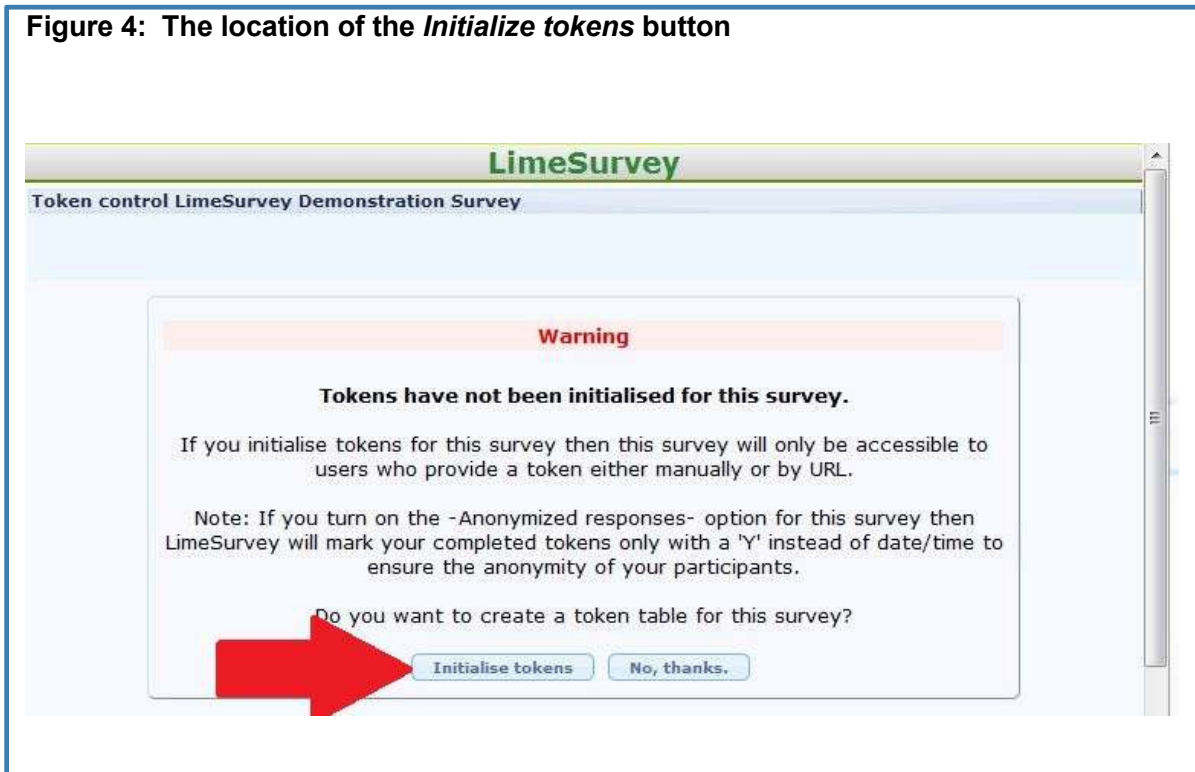 Figure 4:  The location of the Initialize tokens button
LimeSurvey
Token control LimeSurvey Demonstration Survey
Warning
Tokens have not been initialised for this survey.
If you initialise tokens for this survey then this survey will only be accessible to
users who provide a token either manually or by URL.
Note: If you turn on the -Anonymized responses- option for this survey then
LimeSurvey will mark your completed tokens only with a 'Y' instead of date/time to
ensure the anonymity of your participants.
Do you want to create a token table for this survey?
Initialise tokens No, thanks.